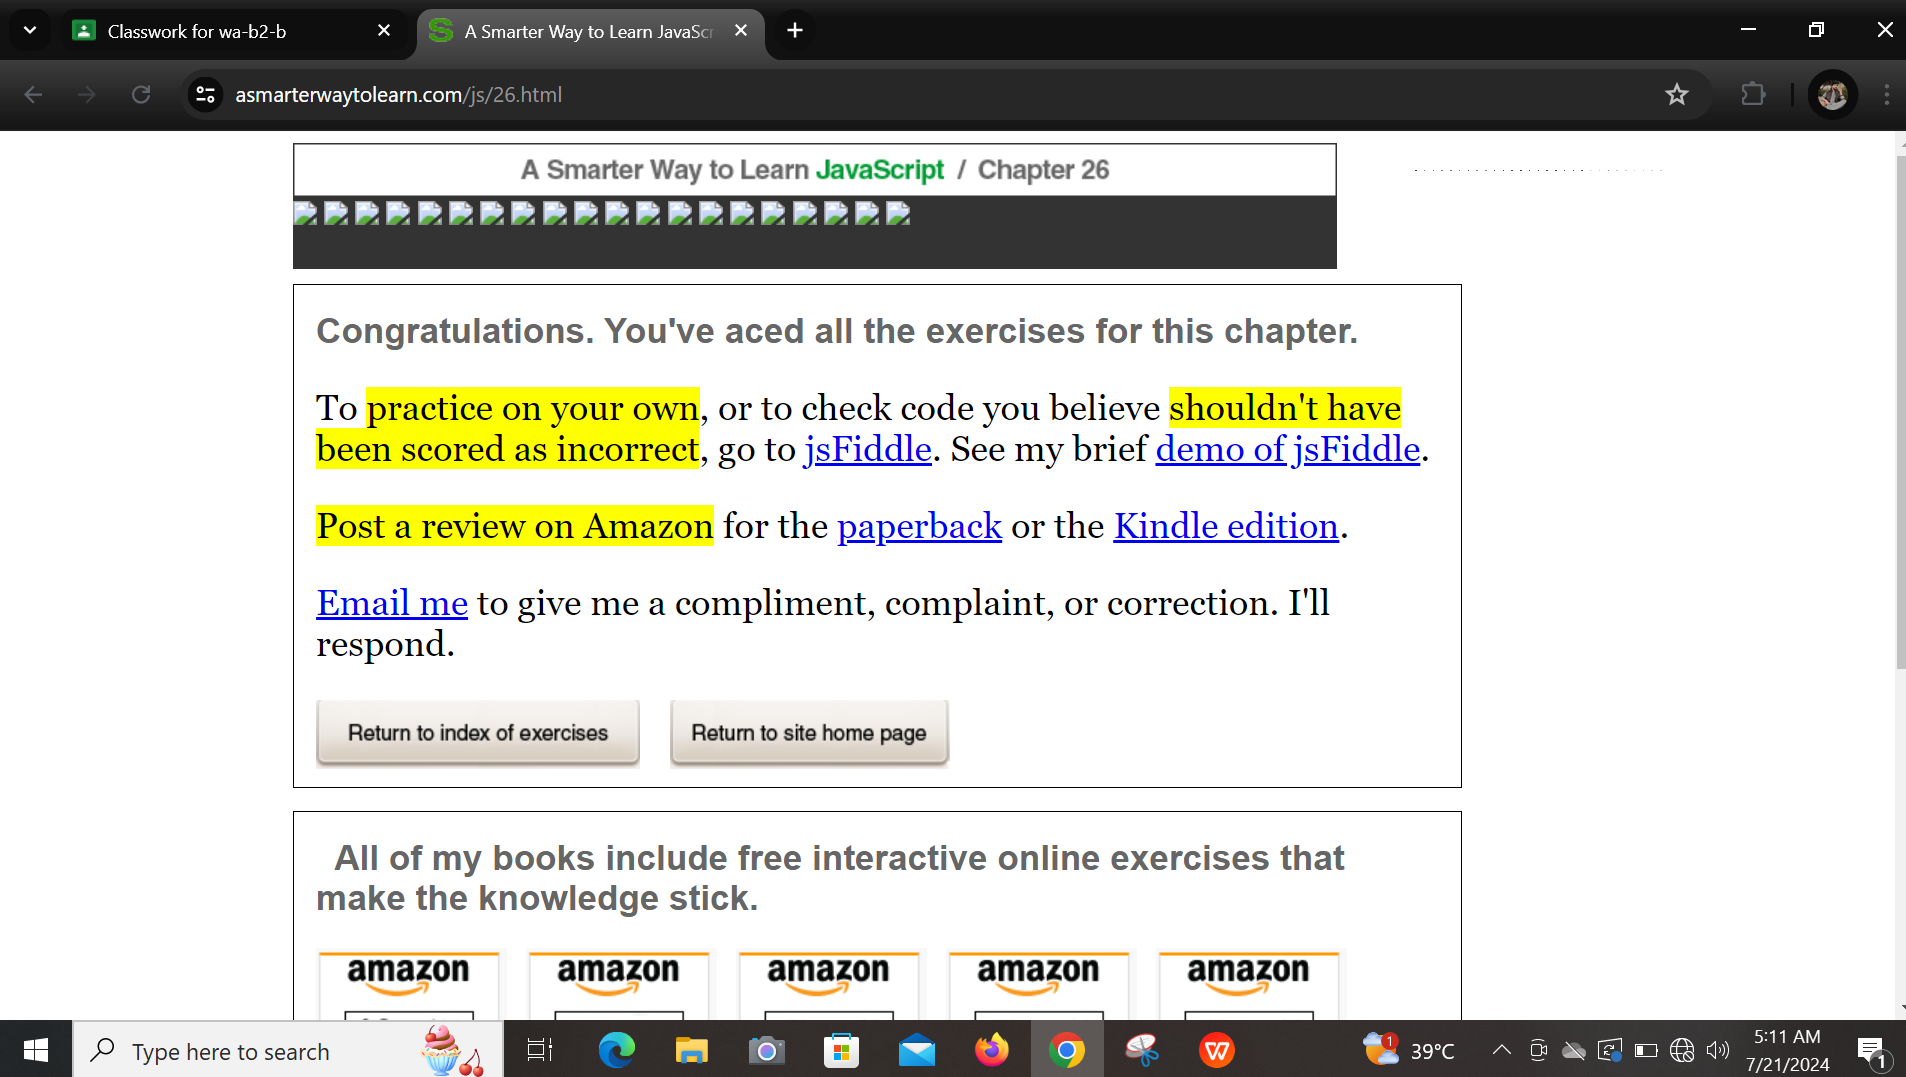 Classwork for wa-b2-b
A Smarter Way to Learn JavaScr
asmarterwaytolearn.com/js/26.html
A Smarter Way to Learn JavaScript / Chapter 26
Congratulations. You've aced all the exercises for this chapter.
To practice on your own, or to check code you believe shouldn't have
been scored as incorrect, go to jsFiddle. See my brief demo of jsFiddle.
Post a review on Amazon for the paperback or the Kindle edition.
Email me to give me a compliment, complaint, or correction. I'll
respond.
Return to index of exercises Return to site home page
All of my books include free interactive online exercises that
make the knowledge stick.
amazon amazon amazon amazon amazon
Type here to search
1
39°C
5:11 AM
7/21/2024
1